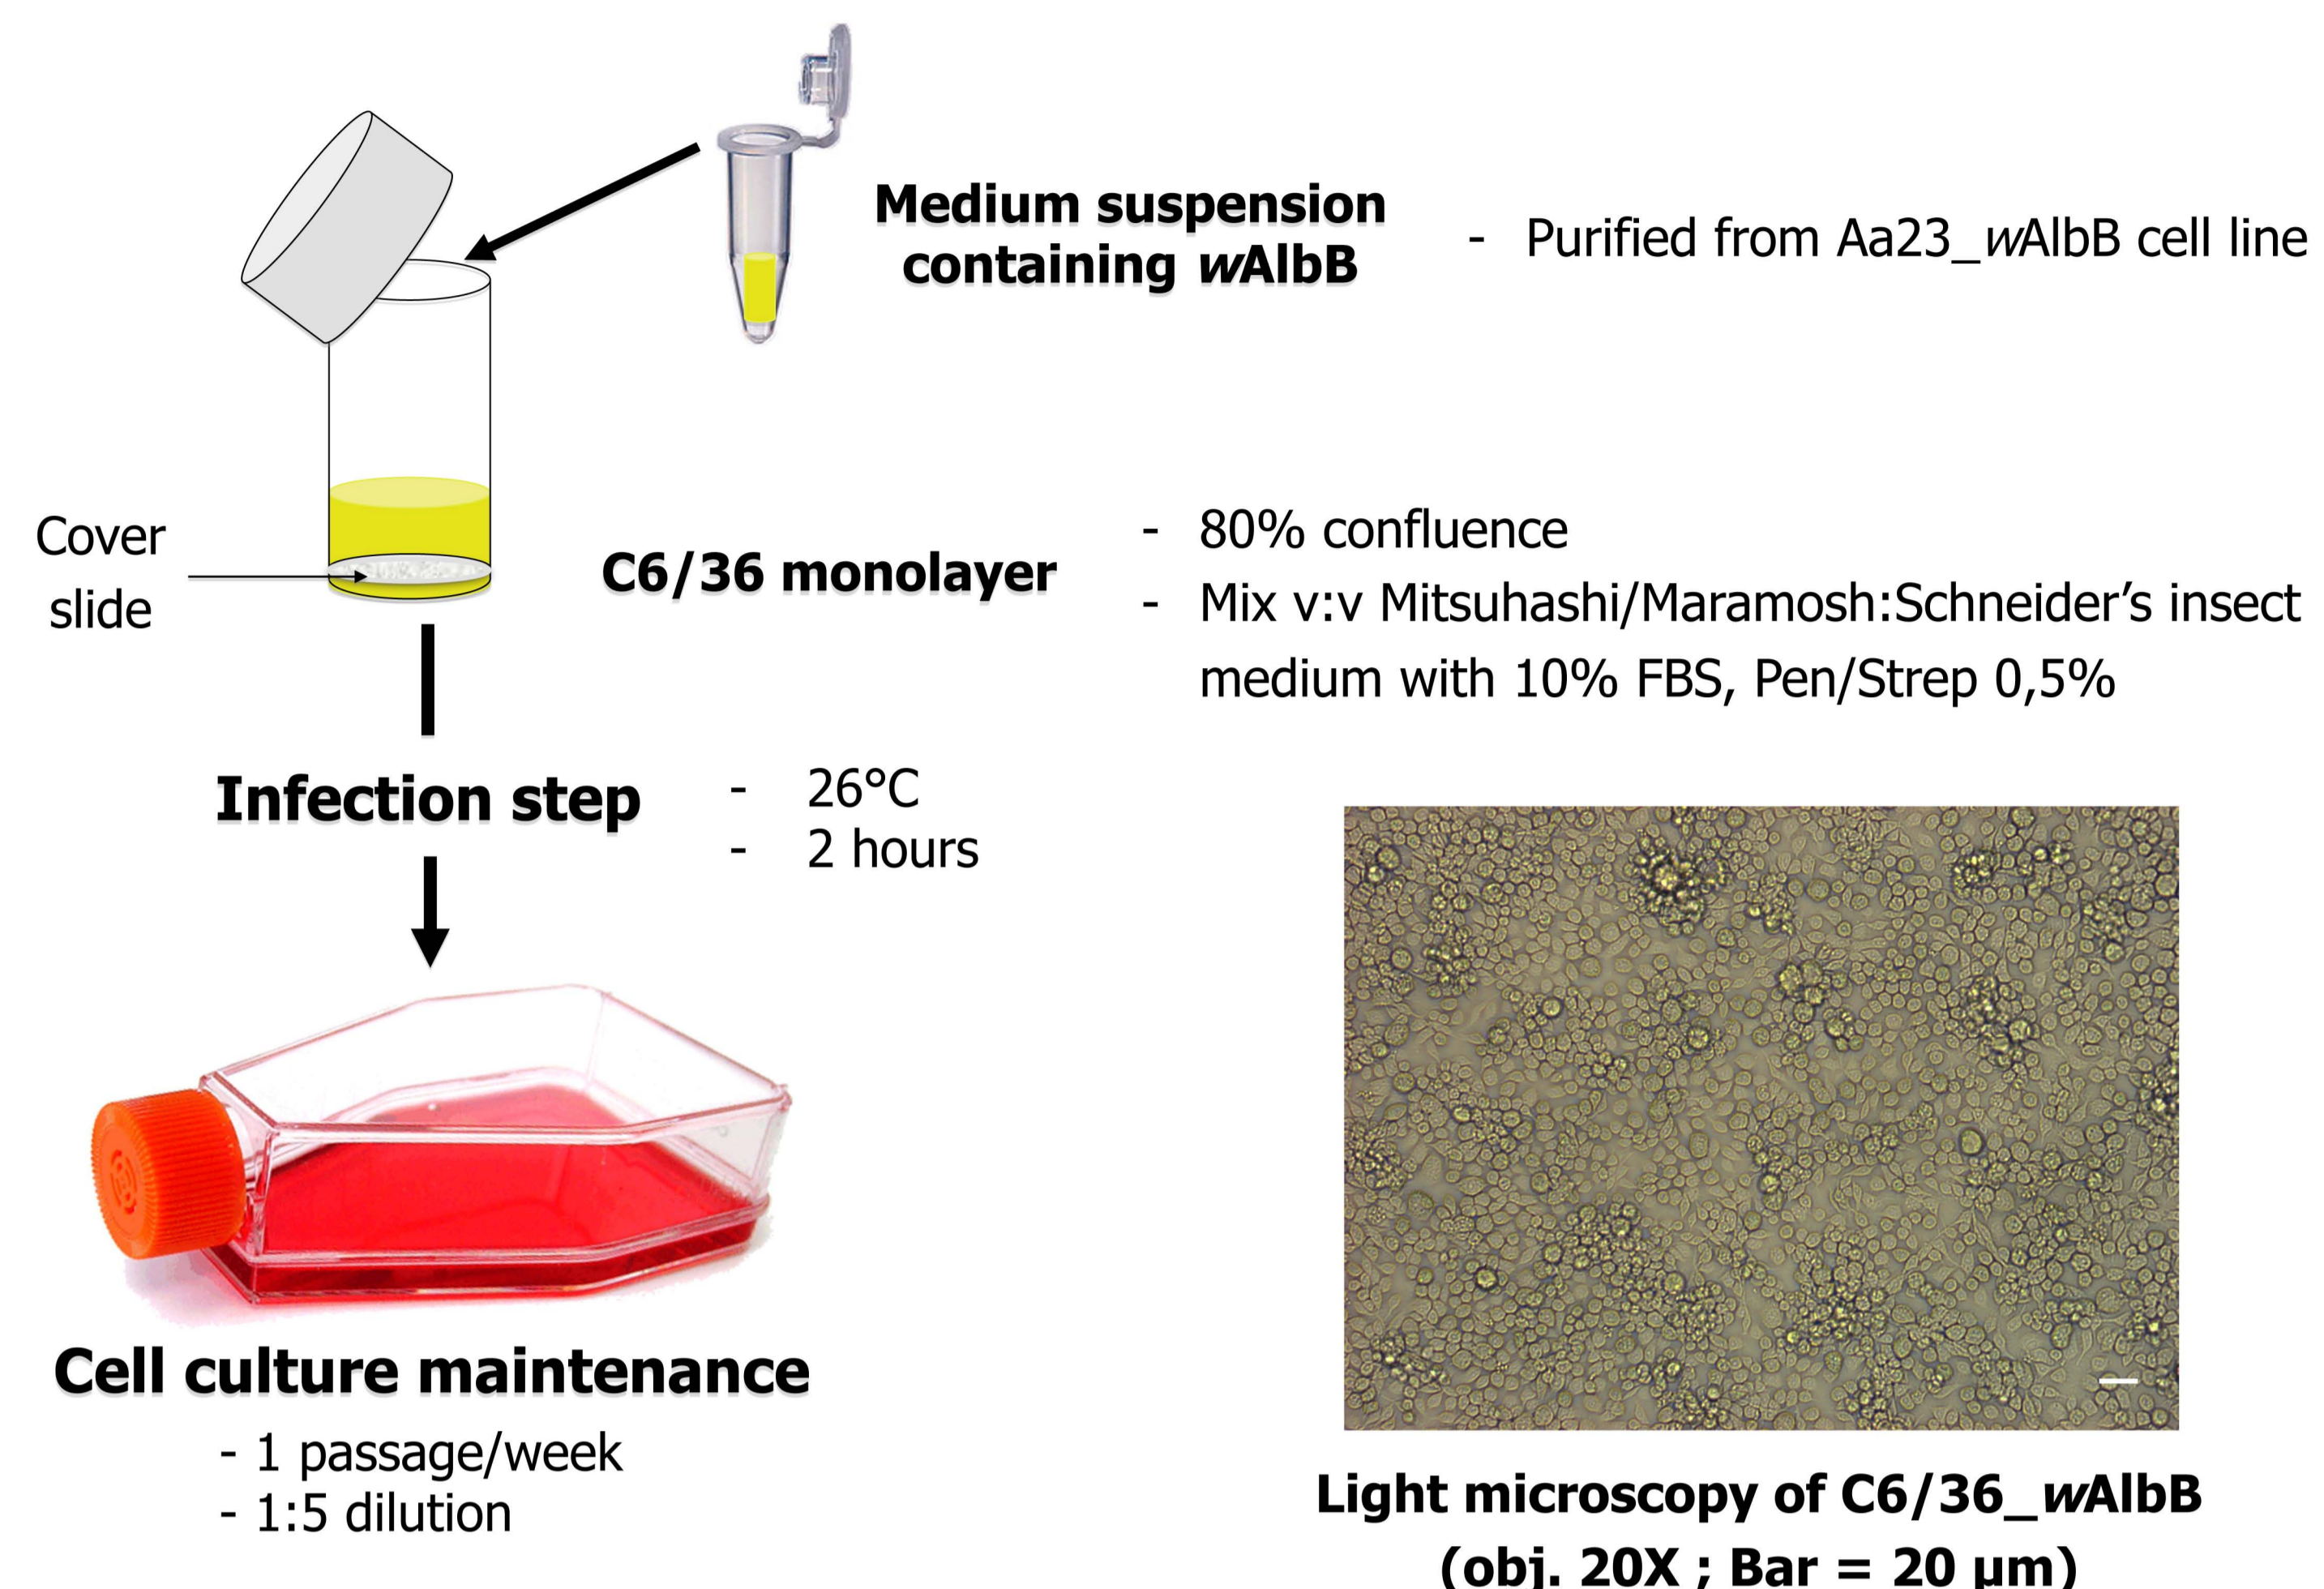 Medium suspension
containing wAlbB
- Purified from Aa23_wAlbB cell line
Cover
slide
C6/36 monolayer
- 80% confluence
- Mix v:v Mitsuhashi/Maramosh:Schneider’s insect
medium with 10% FBS, Pen/Strep 0,5%
Infection step
- 26°C
- 2 hours
Cell culture maintenance
- 1 passage/week
- 1:5 dilution
Light microscopy of C6/36_wAlbB
(obj. 20X ; Bar = 20 µm)